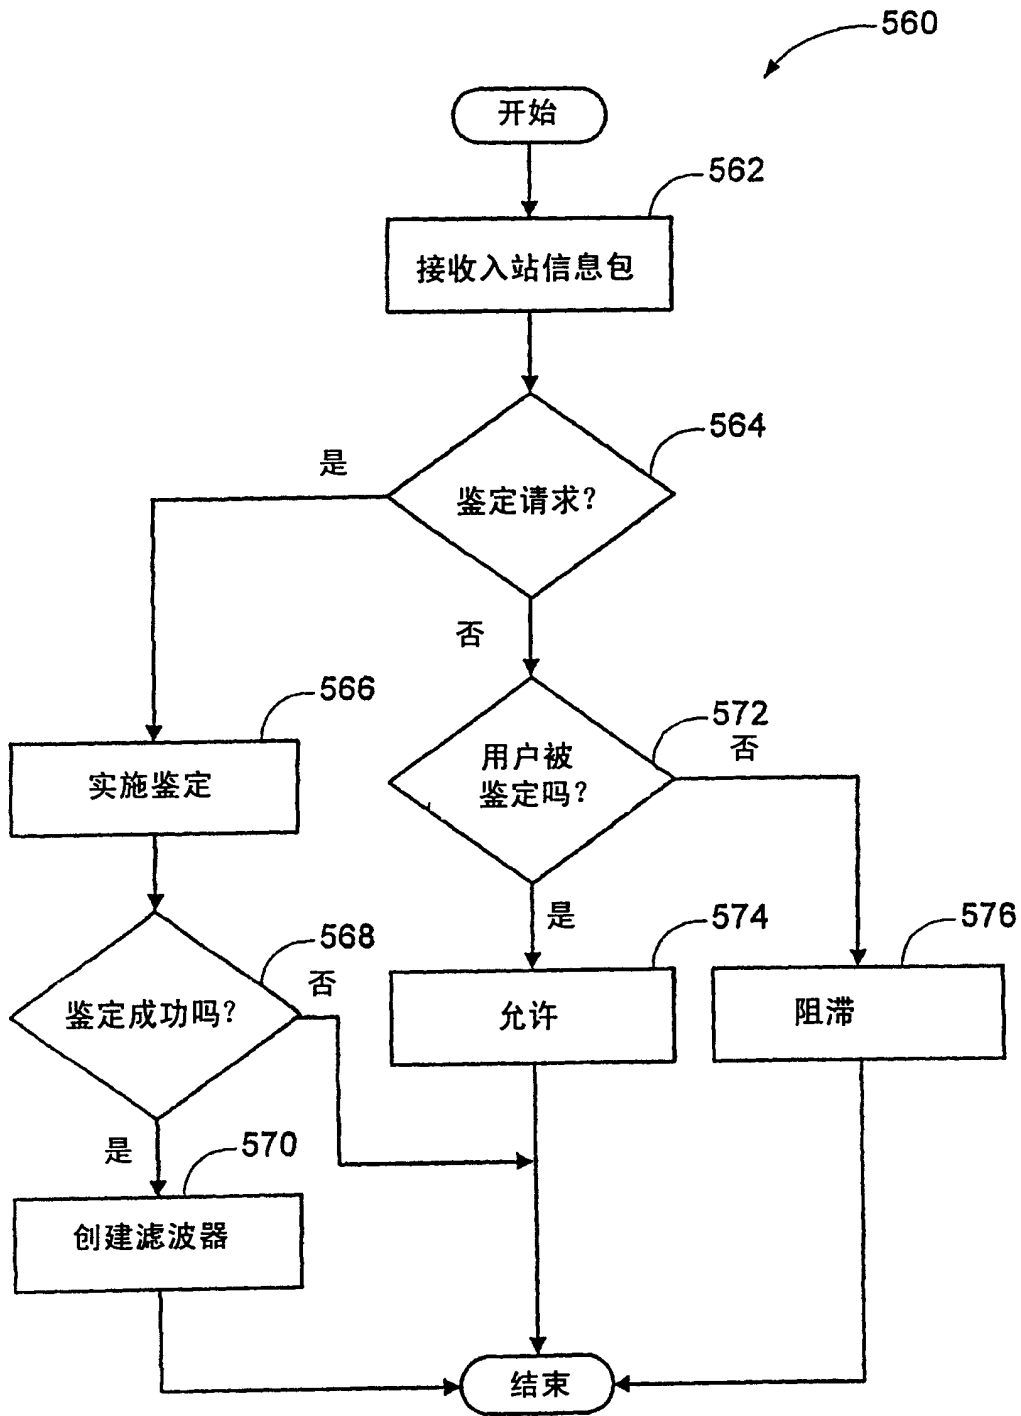 560
开始
562
接收入站信息包
564
是
鉴定请求?
否
566
572
否
实施鉴定
用户被
鉴定吗?
568
否
是
574
576
鉴定成功吗?
允许
阻滞
是
570
创建滤波器
结束